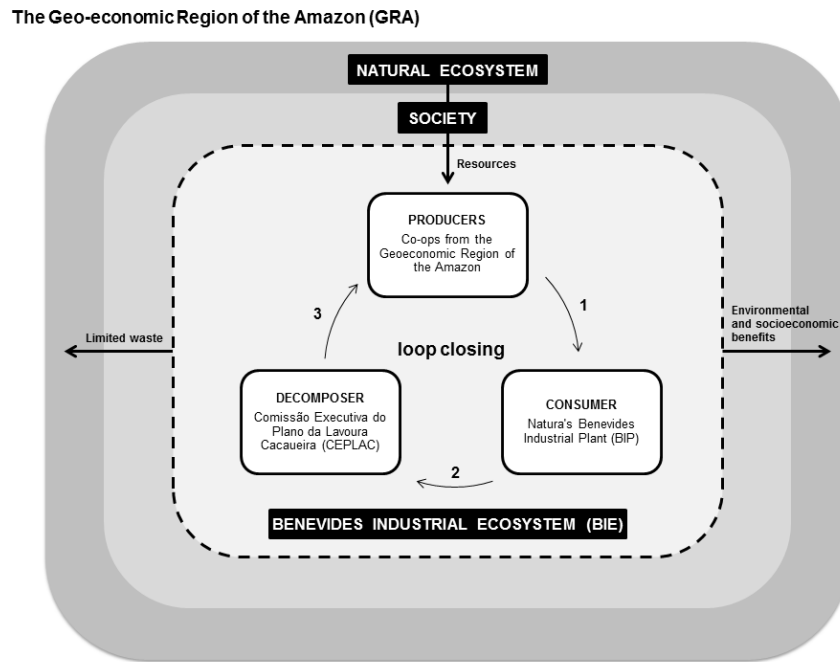 The Geo-economic Region of the Amazon (GRA)
NATURAL ECOSYSTEM
SOCIETY
Resources
PRODUCERS
Co-ops from the
Geoeconomic Region of
the Amazon
3
1
Environmental
and socioeconomic
benefits
Limited waste
loop closing
DECOMPOSER
Comissão Executiva do
Plano da Lavoura
Cacaueira (CEPLAC)
CONSUMER
Natura's Benevides
Industrial Plant (BIP)
2
BENEVIDES INDUSTRIAL ECOSYSTEM (BIE)